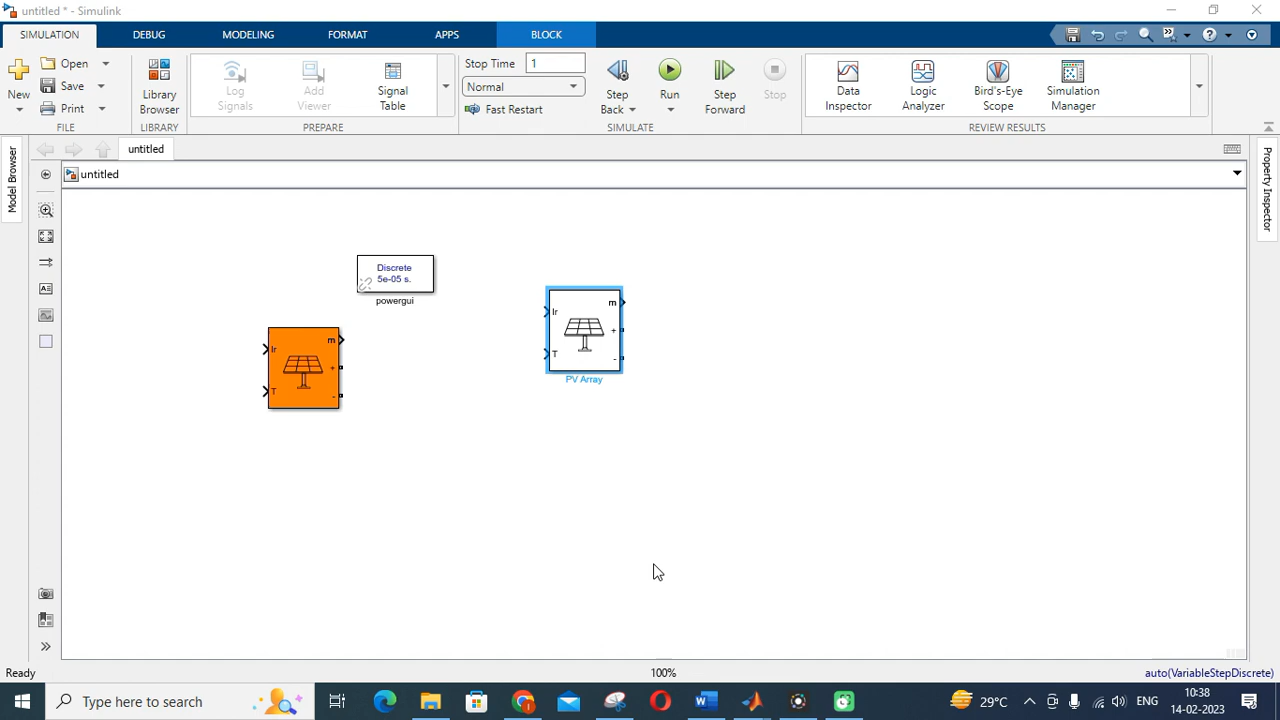 untitled * - Simulink
SIMULATION
DEBUG
MODELING
FORMAT
APPS
BLOCK
New
Open
Save
Print
FILE
Library
Browser
LIBRARY
Log
Signals
Add
Viewer
Signal
Table
PREPARE
Stop Time
1
Normal
Fast Restart
Step
Back
Run
Step
Forward
Stop
SIMULATE
Data
Inspector
Logic
Analyzer
Bird's-Eye
Scope
Simulation
Manager
REVIEW RESULTS
untitled
untitled
Model Browser
Property Inspector
Discrete
5e-05 s.
powergui
Ir
T
m
+
-
Ir
T
m
+
-
PV Array
Ready
100%
auto(VariableStepDiscrete)
Type here to search
29°C
ENG
10:38
14-02-2023